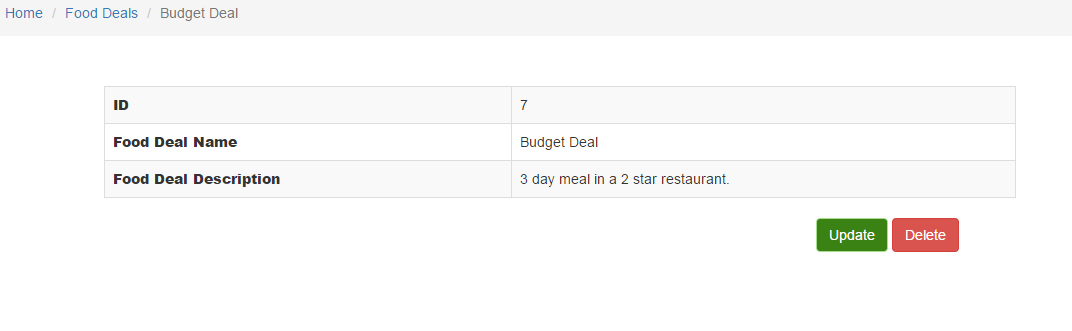 Home / Food Deals / Budget Deal
ID 7
Food Deal Name Budget Deal
Food Deal Description 3 day meal in a 2 star restaurant.
Update Delete